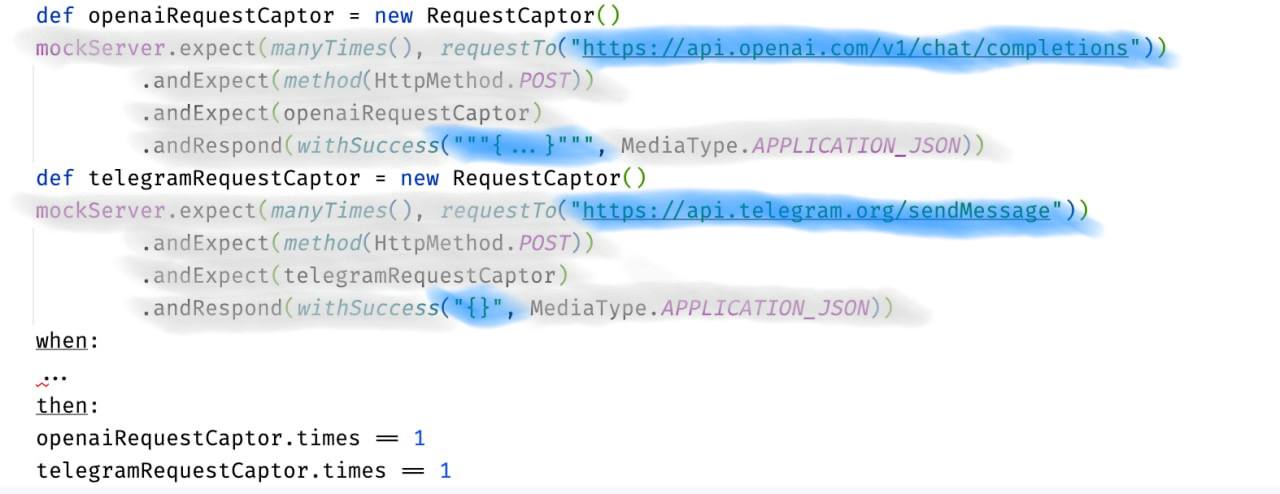 def openaiRequestCaptor = new RequestCaptor()
mockServer.expect(manyTimes(), requestTo("https://api.openai.com/v1/chat/completions"))
.andExpect(method(HttpMethod.POST))
.andExpect(openaiRequestCaptor)
.andRespond(withSuccess("""{ ... }""", MediaType.APPLICATION_JSON))
def telegramRequestCaptor = new RequestCaptor()
mockServer.expect(manyTimes(), requestTo("https://api.telegram.org/sendMessage"))
.andExpect(method(HttpMethod.POST))
.andExpect(telegramRequestCaptor)
.andRespond(withSuccess("{}", MediaType.APPLICATION_JSON))
when:
...
then:
openaiRequestCaptor.times == 1
telegramRequestCaptor.times == 1